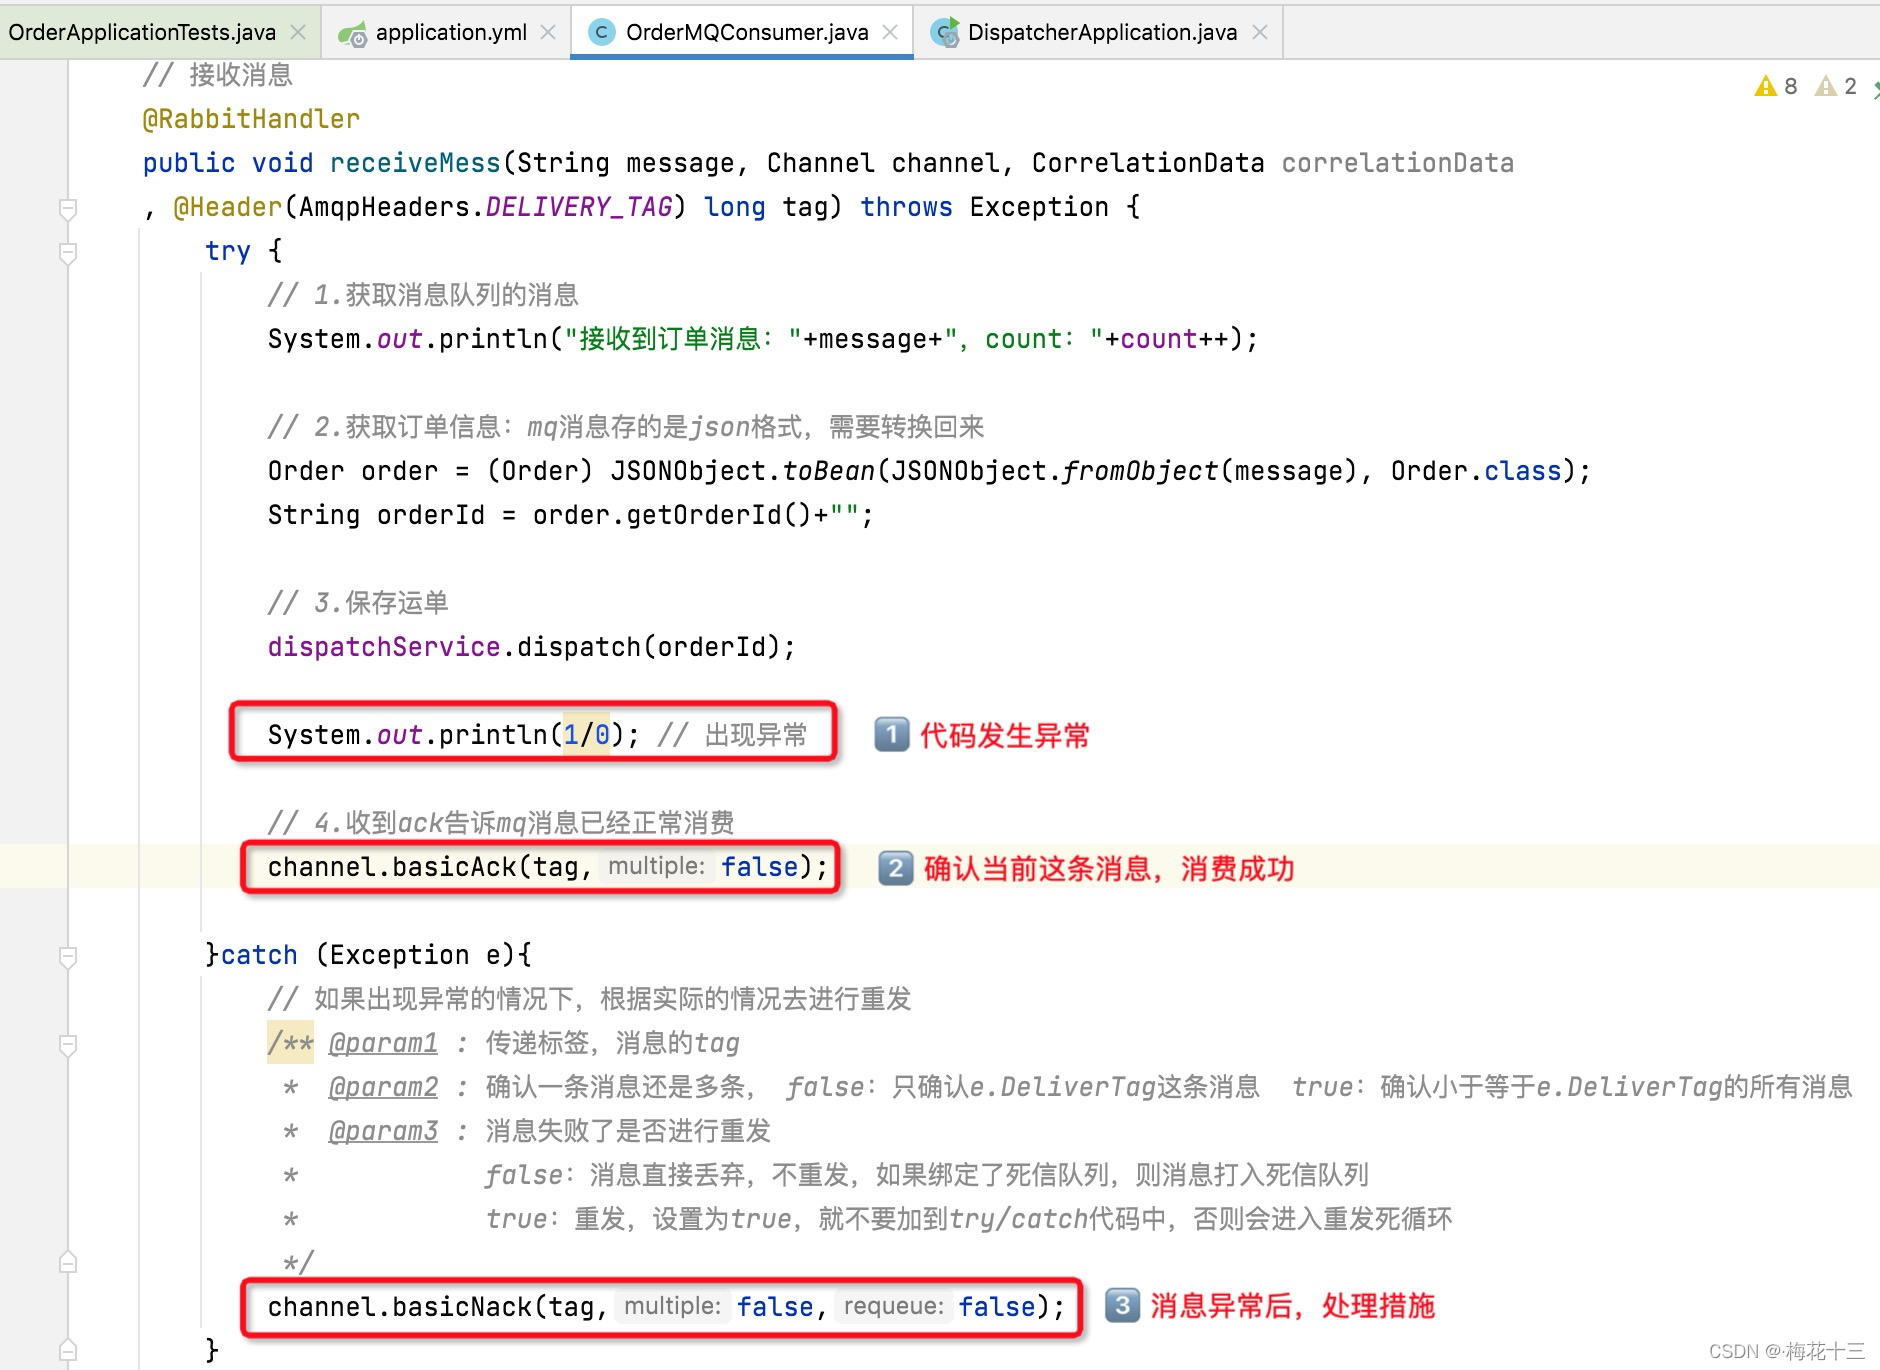 OrderApplicationTests.java application.yml OrderMQConsumer.java DispatcherApplication.java
// 接收消息
8 2
@RabbitHandler
public void receiveMess(String message, Channel channel, CorrelationData correlationData
, @Header(AmqpHeaders.DELIVERY_TAG) long tag) throws Exception {
try {
// 1.获取消息队列的消息
System.out.println("接收到订单消息："+message+"，count："+count++);
// 2.获取订单信息：mq消息存的是json格式，需要转换回来
Order order = (Order) JSONObject.toBean(JSONObject.fromObject(message), Order.class);
String orderId = order.getOrderId()+"";
// 3.保存运单
dispatchService.dispatch(orderId);
System.out.println(1/0); // 出现异常 1 代码发生异常
// 4.收到ack告诉mq消息已经正常消费
channel.basicAck(tag, multiple: false); 2 确认当前这条消息，消费成功
}catch (Exception e){
// 如果出现异常的情况下，根据实际的情况去进行重发
/** @param1 : 传递标签，消息的tag
* @param2 : 确认一条消息还是多条， false：只确认e.DeliverTag这条消息 true：确认小于等于e.DeliverTag的所有消息
* @param3 : 消息失败了是否进行重发
* false：消息直接丢弃，不重发，如果绑定了死信队列，则消息打入死信队列
* true：重发，设置为true，就不要加到try/catch代码中，否则会进入重发死循环
*/
channel.basicNack(tag, multiple: false, requeue: false); 3 消息异常后，处理措施
}
CSDN @·梅花十三